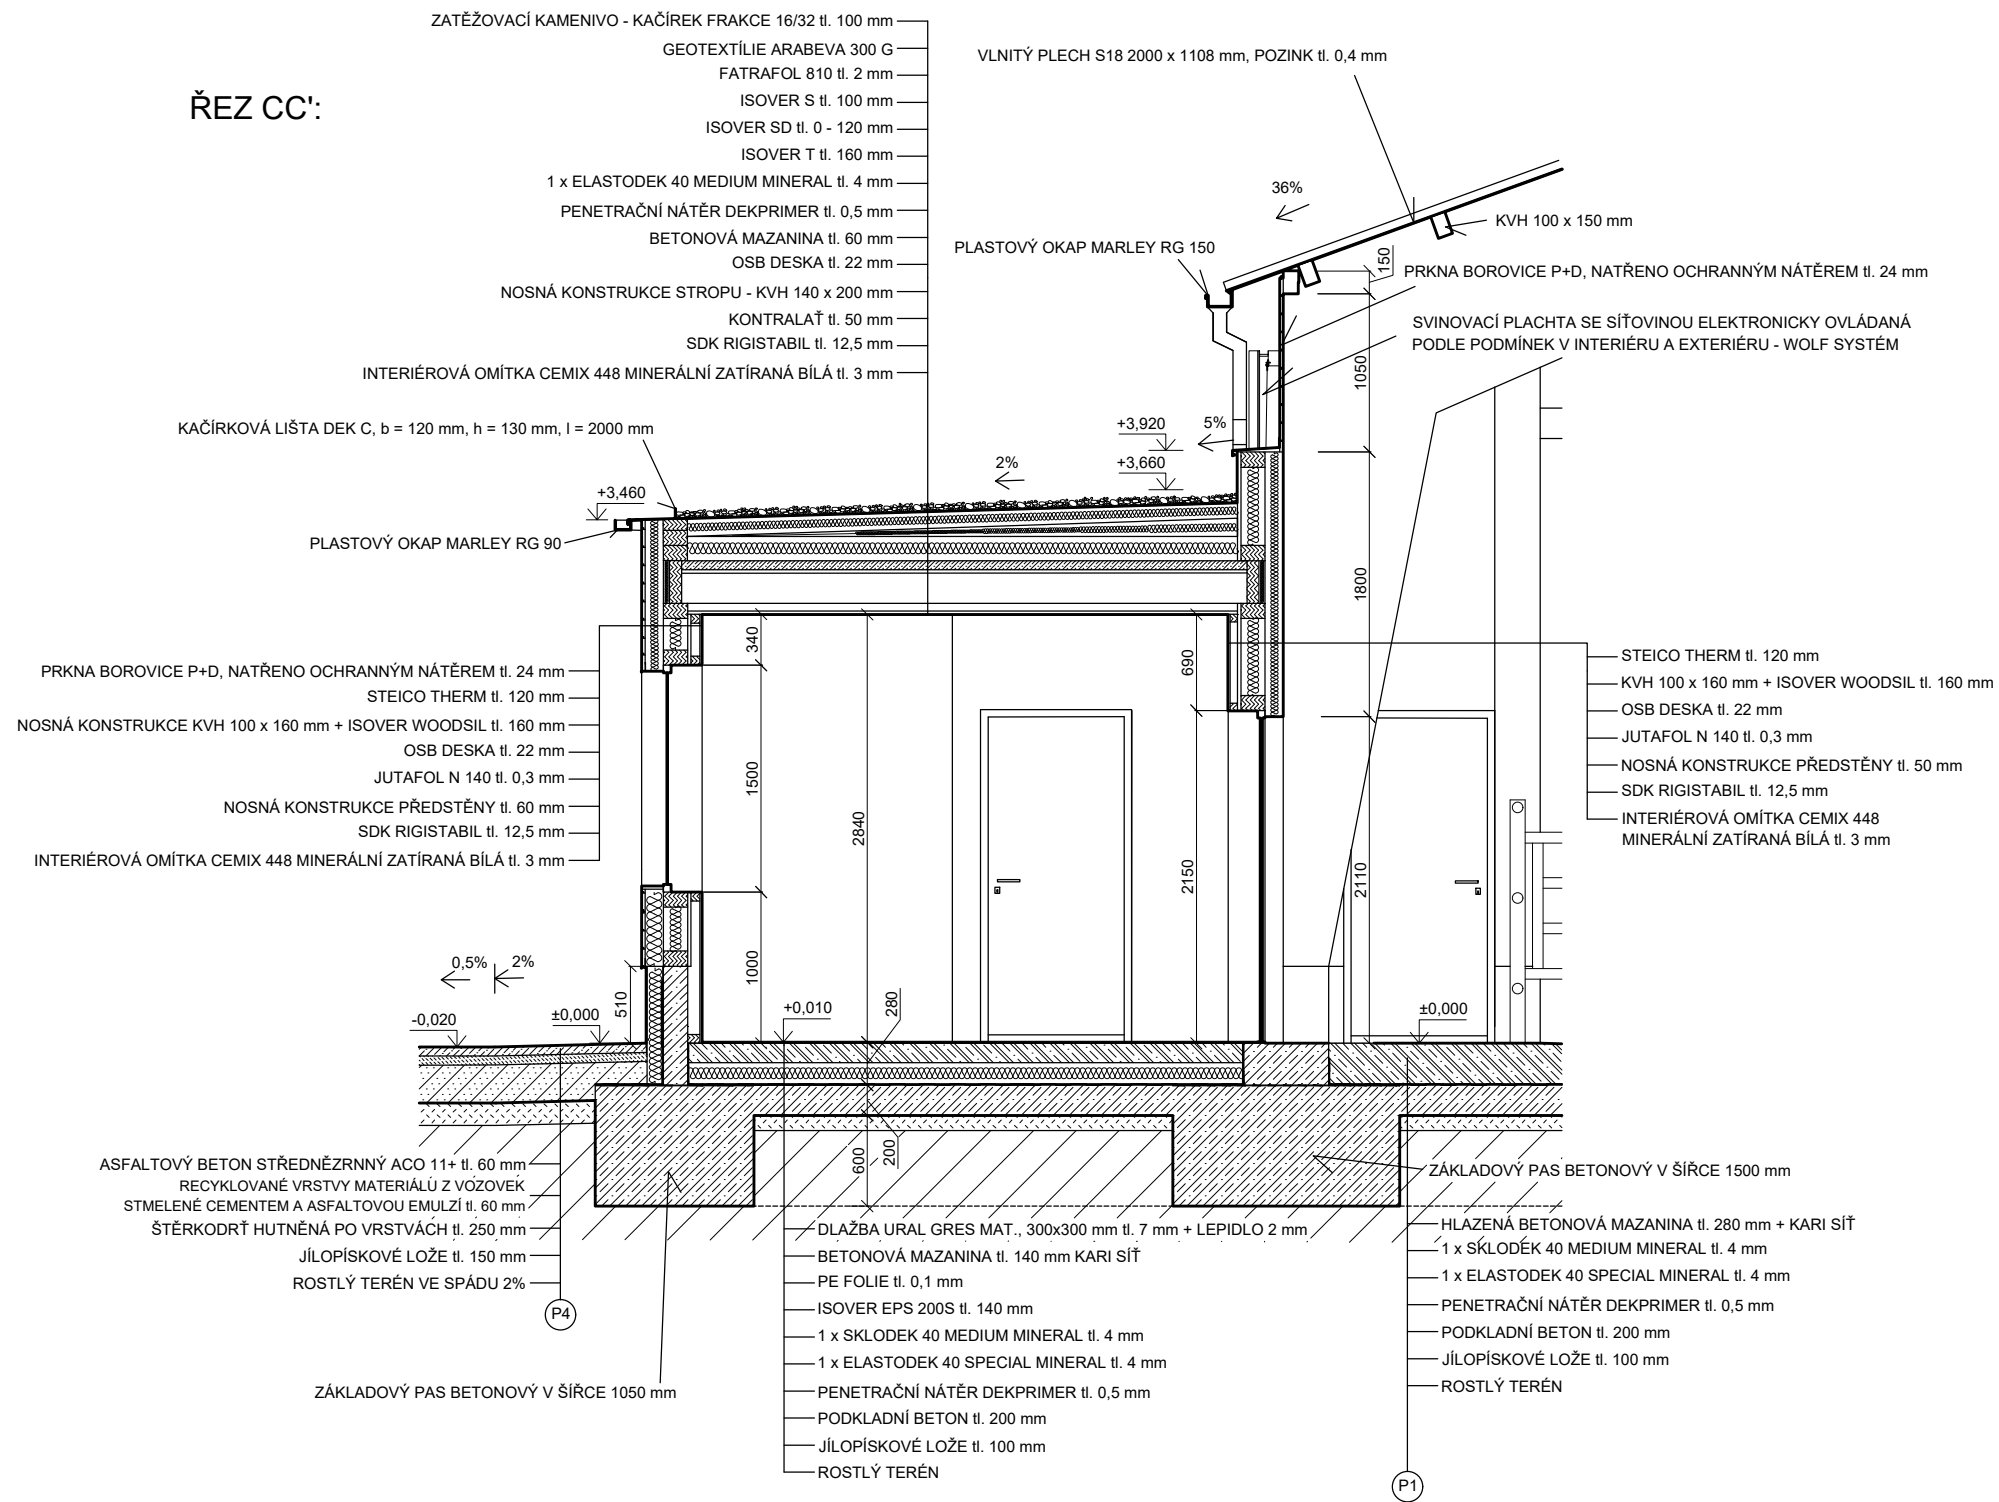 ŘEZ CC':
ZATĚŽOVACÍ KAMENIVO - KAČÍREK FRAKCE 16/32 tl. 100 mm
GEOTEXTÍLIE ARABEVA 300 G
FATRAFOL 810 tl. 2 mm
ISOVER S tl. 100 mm
ISOVER SD tl. 0 - 120 mm
ISOVER T tl. 160 mm
1 x ELASTODEK 40 MEDIUM MINERAL tl. 4 mm
PENETRAČNÍ NÁTĚR DEKPRIMER tl. 0,5 mm
BETONOVÁ MAZANINA tl. 60 mm
OSB DESKA tl. 22 mm
NOSNÁ KONSTRUKCE STROPU - KVH 140 x 200 mm
KONTRALAŤ tl. 50 mm
SDK RIGISTABIL tl. 12,5 mm
INTERIÉROVÁ OMÍTKA CEMIX 448 MINERÁLNÍ ZATÍRANÁ BÍLÁ tl. 3 mm
KAČÍRKOVÁ LIŠTA DEK C, b = 120 mm, h = 130 mm, l = 2000 mm
VLNITÝ PLECH S18 2000 x 1108 mm, POZINK tl. 0,4 mm
36%
KVH 100 x 150 mm
PLASTOVÝ OKAP MARLEY RG 150
150
PRKNA BOROVICE P+D, NATŘENO OCHRANNÝM NÁTĚREM tl. 24 mm
SVINOVACÍ PLACHTA SE SÍŤOVINOU ELEKTRONICKY OVLÁDANÁ
PODLE PODMÍNEK V INTERIÉRU A EXTERIÉRU - WOLF SYSTÉM
1050
+3,920
5%
+3,660
2%
+3,460
PLASTOVÝ OKAP MARLEY RG 90
1800
340
690
PRKNA BOROVICE P+D, NATŘENO OCHRANNÝM NÁTĚREM tl. 24 mm
STEICO THERM tl. 120 mm
NOSNÁ KONSTRUKCE KVH 100 x 160 mm + ISOVER WOODSIL tl. 160 mm
OSB DESKA tl. 22 mm
JUTAFOL N 140 tl. 0,3 mm
NOSNÁ KONSTRUKCE PŘEDSTĚNY tl. 60 mm
SDK RIGISTABIL tl. 12,5 mm
INTERIÉROVÁ OMÍTKA CEMIX 448 MINERÁLNÍ ZATÍRANÁ BÍLÁ tl. 3 mm
STEICO THERM tl. 120 mm
KVH 100 x 160 mm + ISOVER WOODSIL tl. 160 mm
OSB DESKA tl. 22 mm
JUTAFOL N 140 tl. 0,3 mm
NOSNÁ KONSTRUKCE PŘEDSTĚNY tl. 50 mm
SDK RIGISTABIL tl. 12,5 mm
INTERIÉROVÁ OMÍTKA CEMIX 448
MINERÁLNÍ ZATÍRANÁ BÍLÁ tl. 3 mm
1500
2840
2150
2110
1000
0,5%
2%
510
-0,020
±0,000
+0,010
280
±0,000
600
200
ASFALTOVÝ BETON STŘEDNĚZRNNÝ ACO 11+ tl. 60 mm
RECYKLOVANÉ VRSTVY MATERIÁLŮ Z VOZOVEK
STMELENÉ CEMENTEM A ASFALTOVOU EMULZÍ tl. 60 mm
ŠTĚRKODRŤ HUTNĚNÁ PO VRSTVÁCH tl. 250 mm
JÍLOPÍSKOVÉ LOŽE tl. 150 mm
ROSTLÝ TERÉN VE SPÁDU 2%
P4
ZÁKLADOVÝ PAS BETONOVÝ V ŠÍŘCE 1050 mm
DLAŽBA URAL GRES MAT., 300x300 mm tl. 7 mm + LEPIDLO 2 mm
BETONOVÁ MAZANINA tl. 140 mm KARI SÍŤ
PE FOLIE tl. 0,1 mm
ISOVER EPS 200S tl. 140 mm
1 x SKLODEK 40 MEDIUM MINERAL tl. 4 mm
1 x ELASTODEK 40 SPECIAL MINERAL tl. 4 mm
PENETRAČNÍ NÁTĚR DEKPRIMER tl. 0,5 mm
PODKLADNÍ BETON tl. 200 mm
JÍLOPÍSKOVÉ LOŽE tl. 100 mm
ROSTLÝ TERÉN
ZÁKLADOVÝ PAS BETONOVÝ V ŠÍŘCE 1500 mm
HLAZENÁ BETONOVÁ MAZANINA tl. 280 mm + KARI SÍŤ
1 x SKLODEK 40 MEDIUM MINERAL tl. 4 mm
1 x ELASTODEK 40 SPECIAL MINERAL tl. 4 mm
PENETRAČNÍ NÁTĚR DEKPRIMER tl. 0,5 mm
PODKLADNÍ BETON tl. 200 mm
JÍLOPÍSKOVÉ LOŽE tl. 100 mm
ROSTLÝ TERÉN
P1